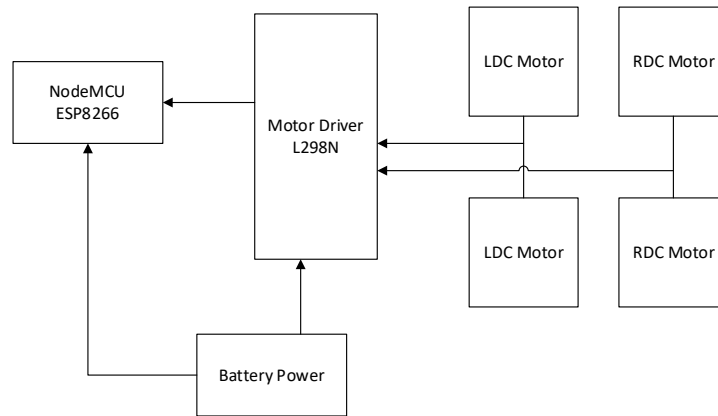 NodeMCU
ESP8266
Motor Driver
L298N
LDC Motor
RDC Motor
LDC Motor
RDC Motor
Battery Power